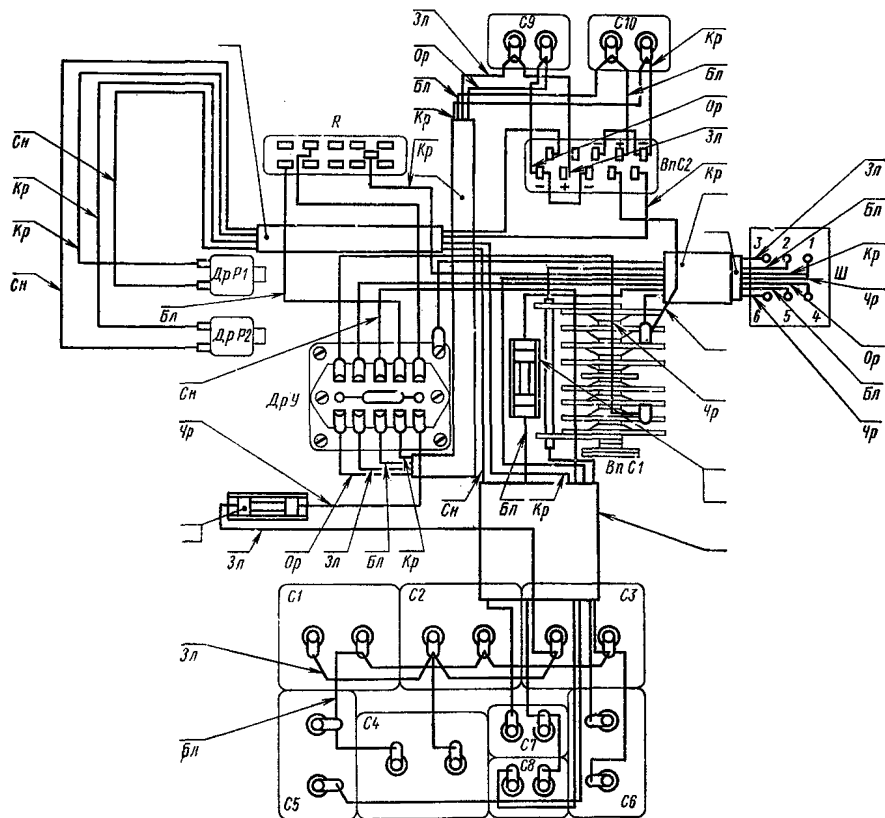 Зл
С9
С10
Кр
Ор
Бл
Бл
Кр
Ор
Зл
R
Кр
ВпС2
Кр
Сн
Кр
Кр
Сн
Зл
Бл
Кр
Чр
3 2 1
Ш
6 5 4
Ор
Бл
Чр
ДрР1
ДрР2
Бл
Сн
ДрУ
Чр
Чр
ВпС1
Сн
Бл
Кр
Зл
Ор
Зл
Бл
Кр
С1
С2
С3
Зл
Бл
С4
С7
С8
С5
С6
− + −
− + −